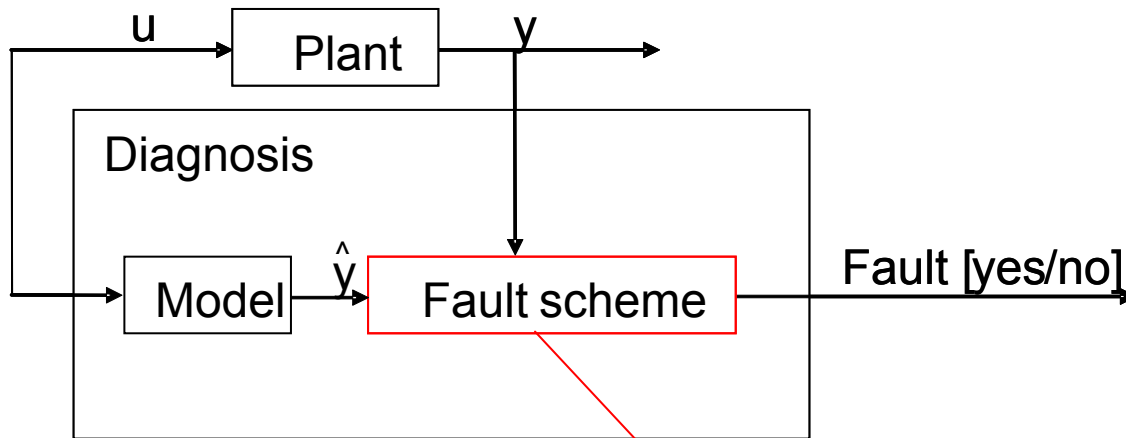 u
Plant
y
Diagnosis
Model
ŷ
Fault scheme
Fault [yes/no]